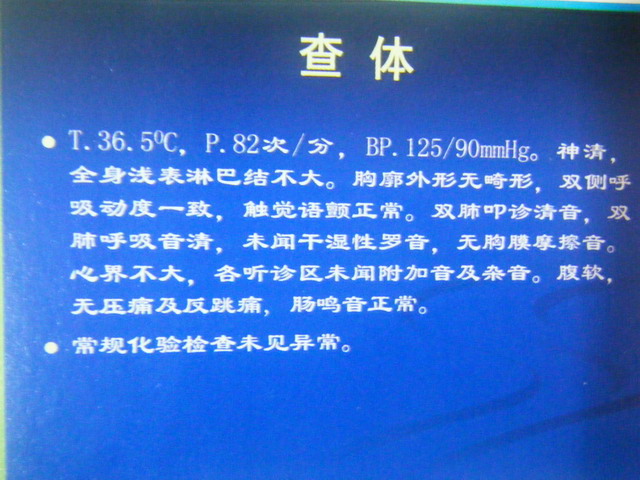 查体
• T.36.5⁰C，P.82次/分，BP.125/90mmHg。神清，
全身浅表淋巴结不大。胸廓外形无畸形，双侧呼
吸动度一致，触觉语颤正常。双肺叩诊清音，双
肺呼吸音清，未闻干湿性罗音，无胸膜摩擦音。
心界不大，各听诊区未闻附加音及杂音。腹软，
无压痛及反跳痛，肠鸣音正常。
• 常规化验检查未见异常。